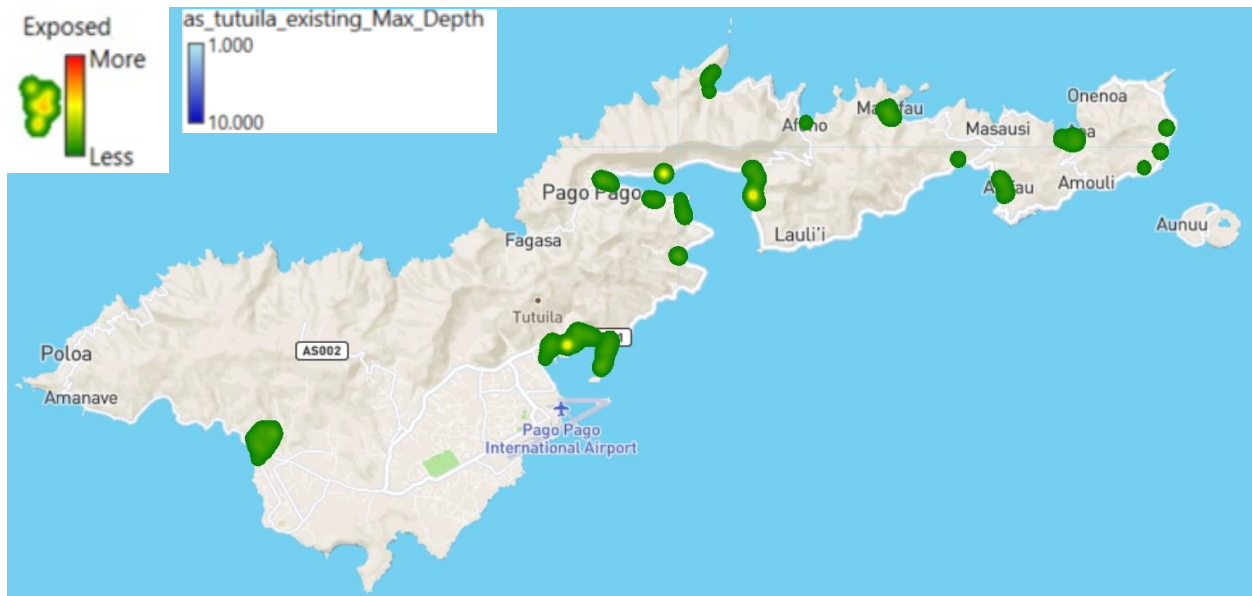 Exposed
More
Less
as_tutuila_existing_Max_Depth
1.000
10.000
Onenoa
Masausi
Pago Pago
Amouli
Aunuu
Lauli'i
Fagasa
Tutuila
AS002
Poloa
Amanave
Pago Pago
International Airport